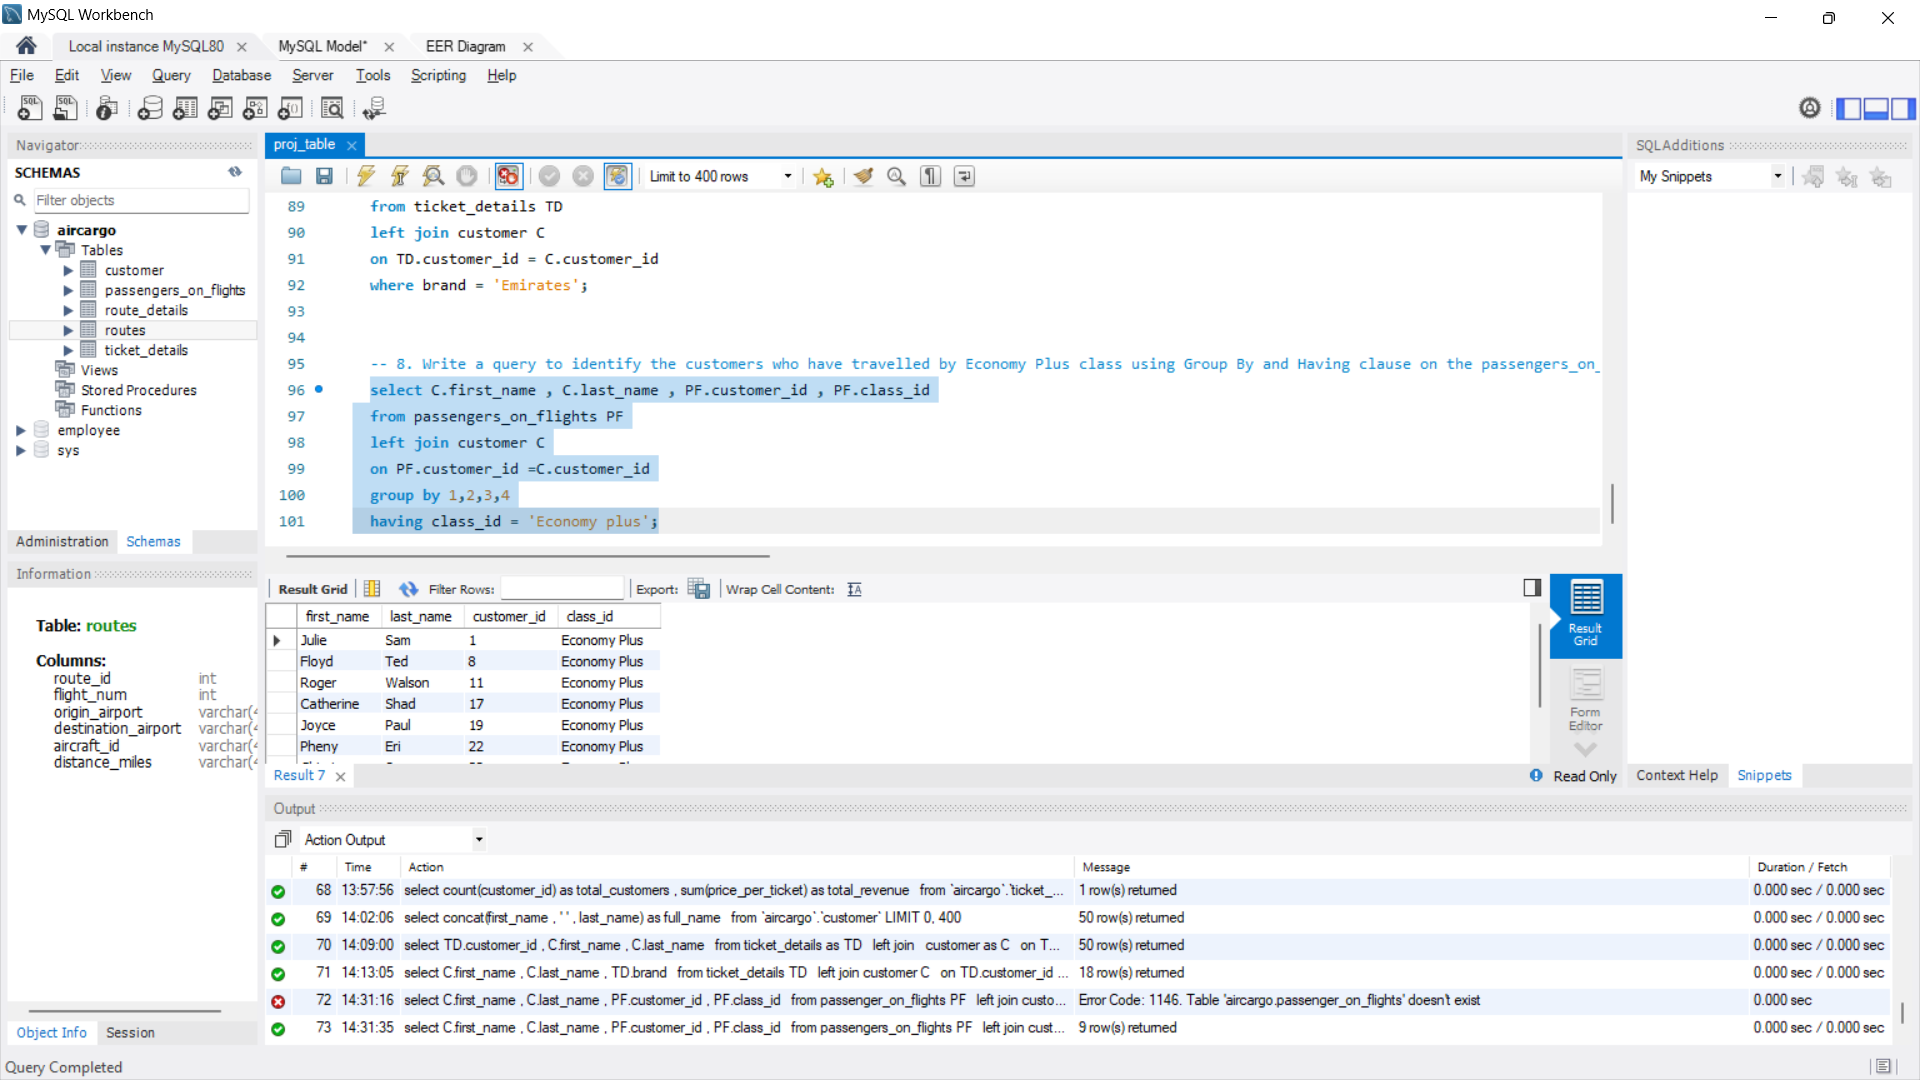 MySQL Workbench
Local instance MySQL80
MySQL Model*
EER Diagram
File Edit View Query Database Server Tools Scripting Help
Navigator
SCHEMAS
Filter objects
aircargo
Tables
customer
passengers_on_flights
route_details
routes
ticket_details
Views
Stored Procedures
Functions
employee
sys
Administration Schemas
Information
Table: routes
Columns:
route_id int
flight_num int
origin_airport varchar(4
destination_airport varchar(4
aircraft_id varchar(4
distance_miles varchar(4
Object Info Session
Query Completed
proj_table
Limit to 400 rows
89 from ticket_details TD
90 left join customer C
91 on TD.customer_id = C.customer_id
92 where brand = 'Emirates';
93
94
95 -- 8. Write a query to identify the customers who have travelled by Economy Plus class using Group By and Having clause on the passengers_on_
96 select C.first_name , C.last_name , PF.customer_id , PF.class_id
97 from passengers_on_flights PF
98 left join customer C
99 on PF.customer_id =C.customer_id
100 group by 1,2,3,4
101 having class_id = 'Economy plus';
Result Grid Filter Rows: Export: Wrap Cell Content:
first_name last_name customer_id class_id
Julie Sam 1 Economy Plus
Floyd Ted 8 Economy Plus
Roger Walson 11 Economy Plus
Catherine Shad 17 Economy Plus
Joyce Paul 19 Economy Plus
Pheny Eri 22 Economy Plus
Result Grid
Form Editor
Result 7
Read Only
SQLAdditions
My Snippets
Context Help Snippets
Output
Action Output
# Time Action Message Duration / Fetch
68 13:57:56 select count(customer_id) as total_customers , sum(price_per_ticket) as total_revenue from `aircargo`.`ticket_... 1 row(s) returned 0.000 sec / 0.000 sec
69 14:02:06 select concat(first_name , ' ' , last_name) as full_name from `aircargo`.`customer` LIMIT 0, 400 50 row(s) returned 0.000 sec / 0.000 sec
70 14:09:00 select TD.customer_id , C.first_name , C.last_name from ticket_details as TD left join customer as C on T... 50 row(s) returned 0.000 sec / 0.000 sec
71 14:13:05 select C.first_name , C.last_name , TD.brand from ticket_details TD left join customer C on TD.customer_id ... 18 row(s) returned 0.000 sec / 0.000 sec
72 14:31:16 select C.first_name , C.last_name , PF.customer_id , PF.class_id from passenger_on_flights PF left join custo... Error Code: 1146. Table 'aircargo.passenger_on_flights' doesn't exist 0.000 sec
73 14:31:35 select C.first_name , C.last_name , PF.customer_id , PF.class_id from passengers_on_flights PF left join cust... 9 row(s) returned 0.000 sec / 0.000 sec